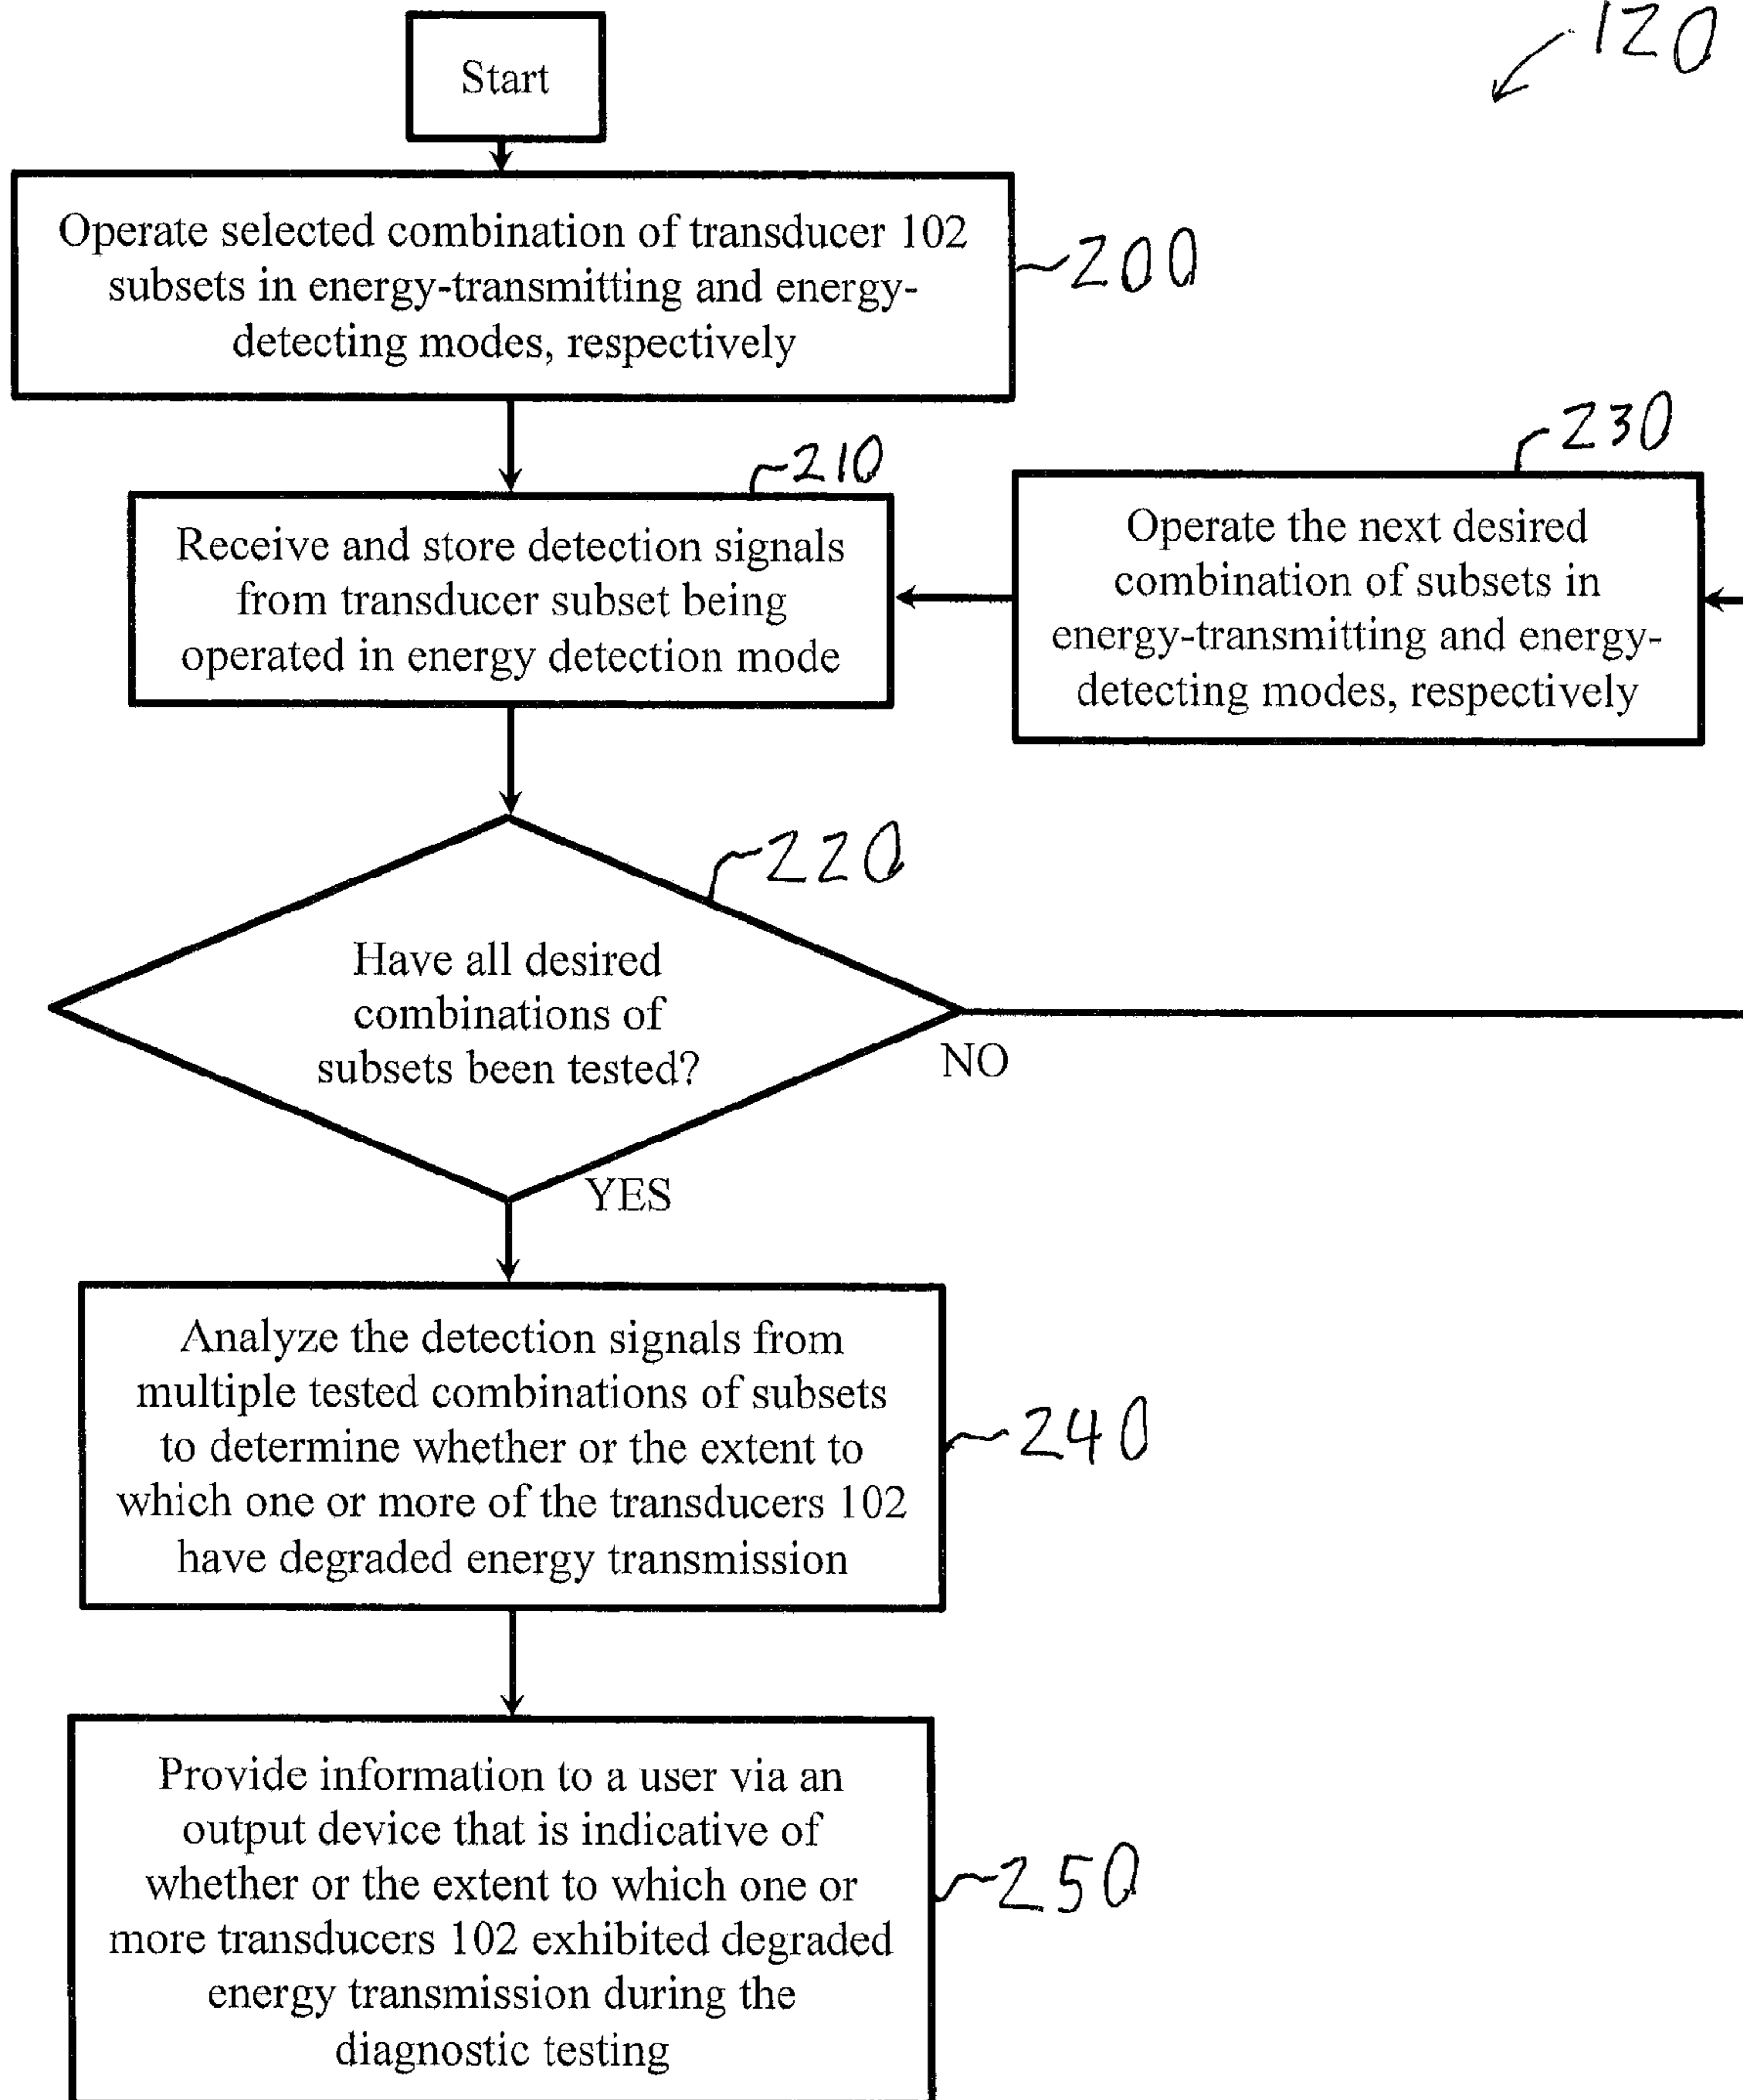 120
Start
Operate selected combination of transducer 102
subsets in energy-transmitting and energy-
detecting modes, respectively
200
210
Receive and store detection signals
from transducer subset being
operated in energy detection mode
230
Operate the next desired
combination of subsets in
energy-transmitting and energy-
detecting modes, respectively
220
Have all desired
combinations of
subsets been tested?
NO
YES
Analyze the detection signals from
multiple tested combinations of subsets
to determine whether or the extent to
which one or more of the transducers 102
have degraded energy transmission
240
Provide information to a user via an
output device that is indicative of
whether or the extent to which one or
more transducers 102 exhibited degraded
energy transmission during the
diagnostic testing
250